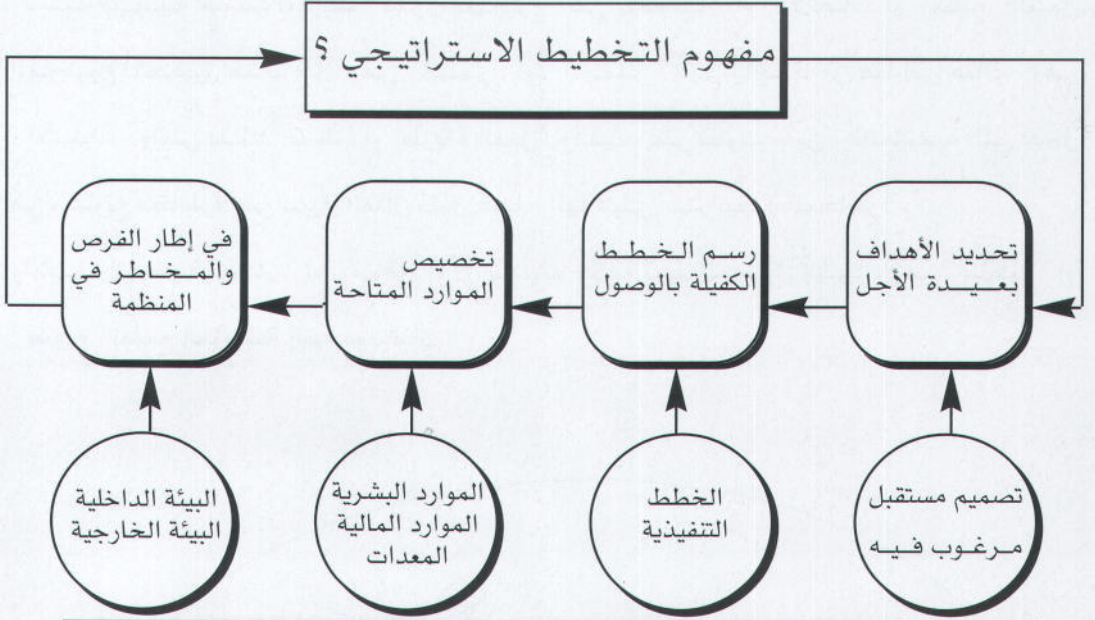 مفهوم التخطيط الاستراتيجي ؟
تحديد الأهداف
بعيدة الأجل
رسم الخطط
الكفيلة بالوصول
تخصيص
الموارد المتاحة
في إطار الفرص
والمخاطر في
المنظمة
تصميم مستقبل
مرغوب فيه
الخطط
التنفيذية
الموارد البشرية
الموارد المالية
المعدات
البيئة الداخلية
البيئة الخارجية